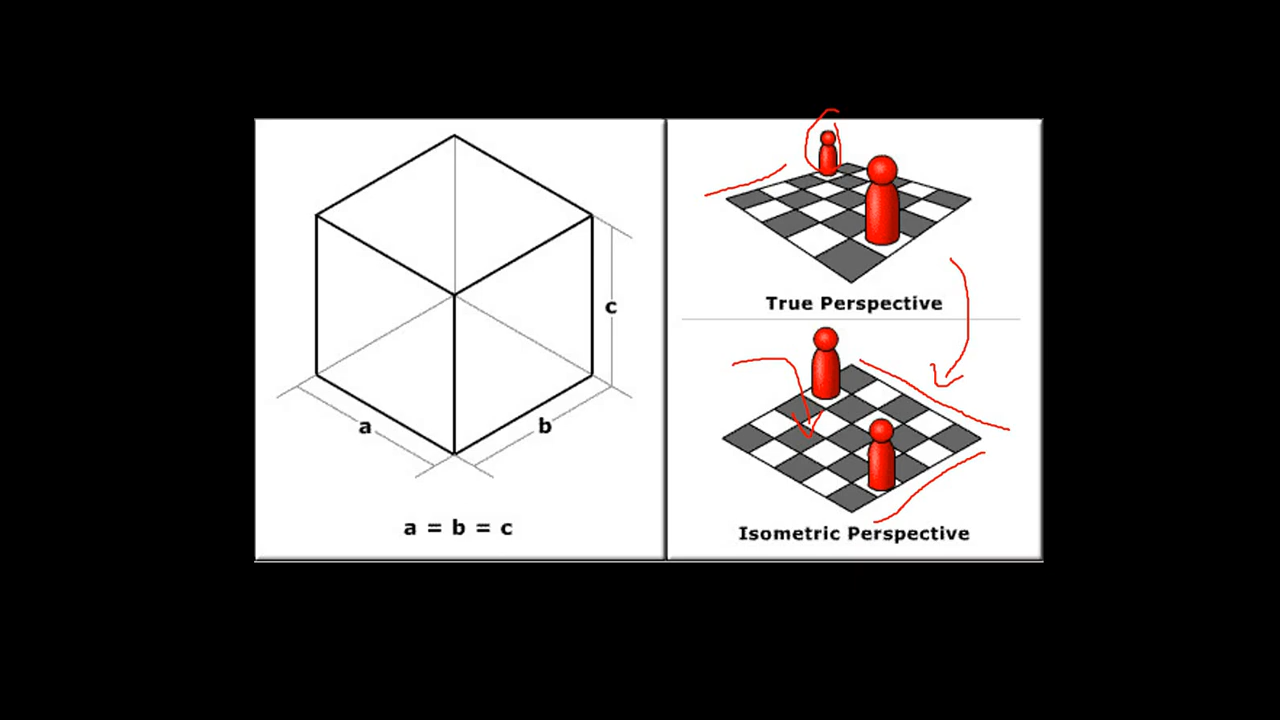 c
a
b
a = b = c
True Perspective
Isometric Perspective